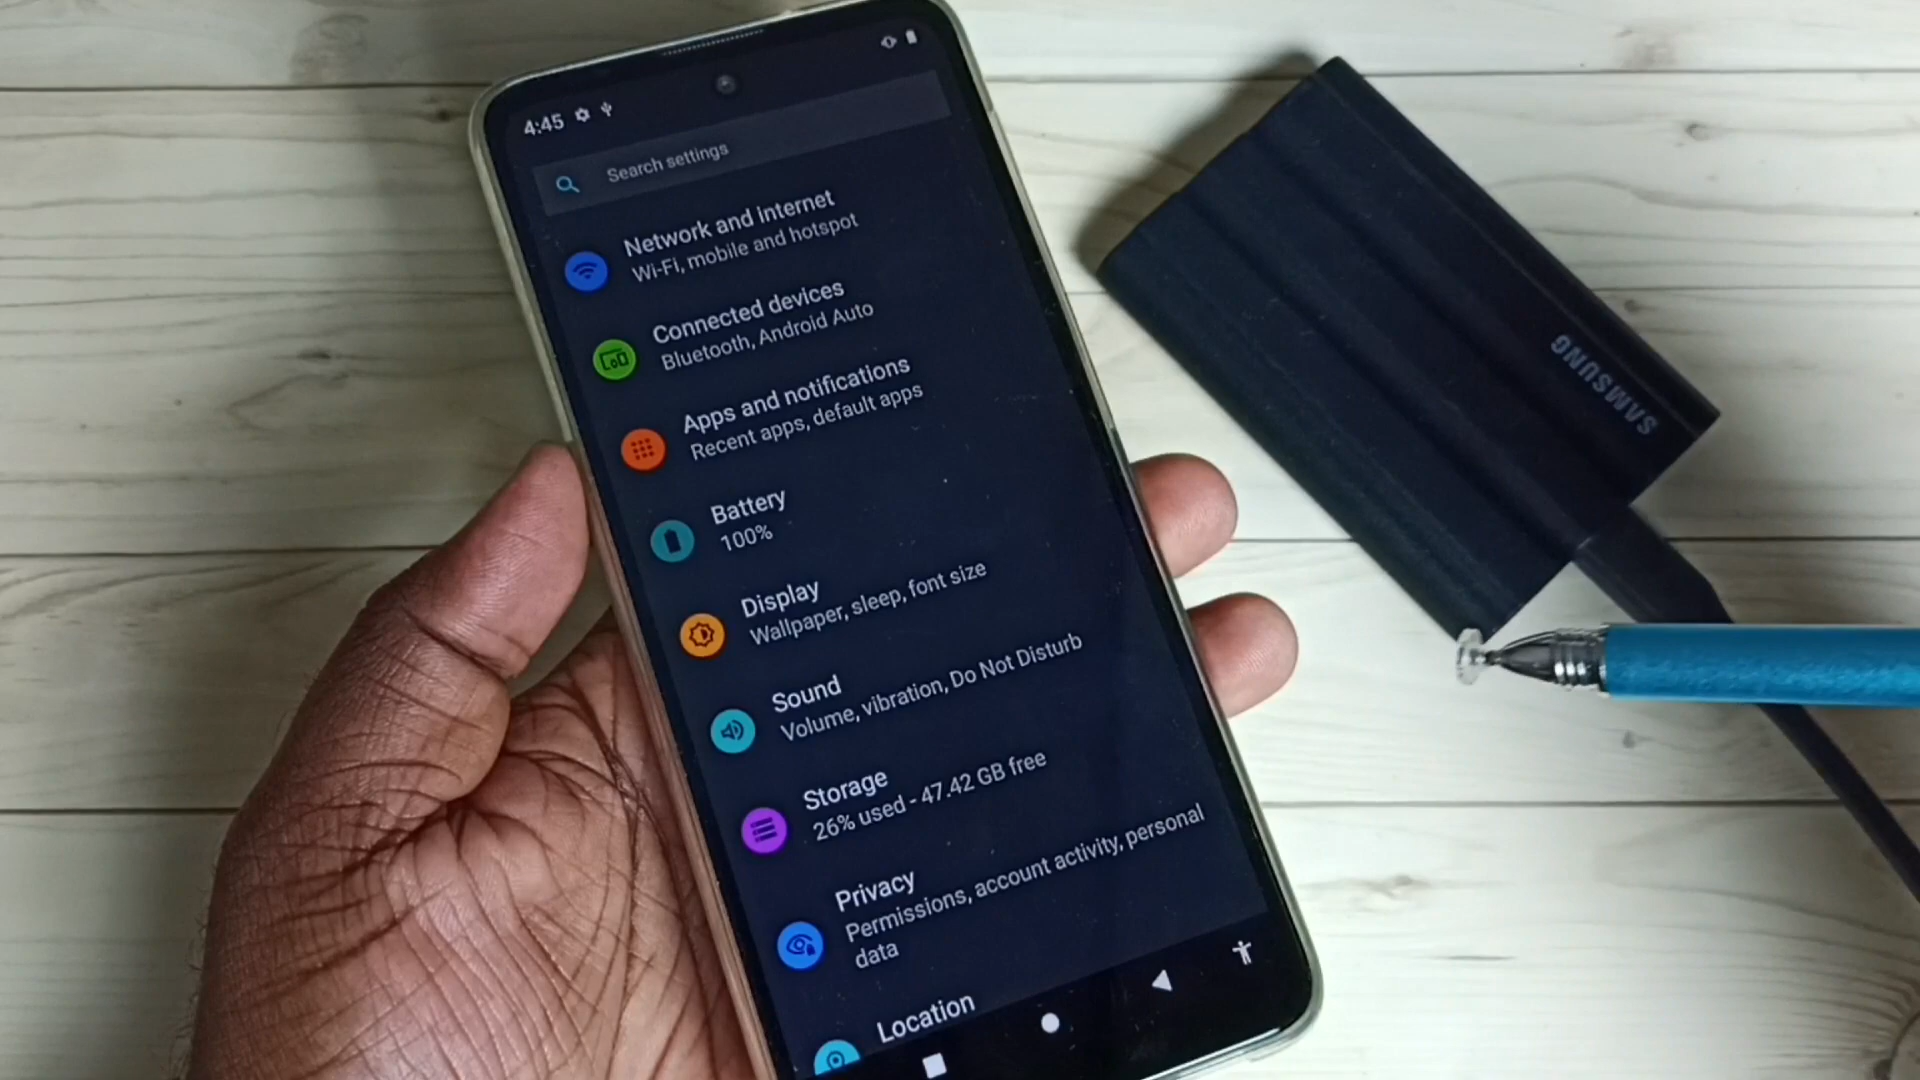 4:45
Search settings
Network and internet
Wi-Fi, mobile and hotspot
Connected devices
Bluetooth, Android Auto
Apps and notifications
Recent apps, default apps
Battery
100%
Display
Wallpaper, sleep, font size
Sound
Volume, vibration, Do Not Disturb
Storage
26% used - 47.42 GB free
Privacy
Permissions, account activity, personal
data
Location
SAMSUNG